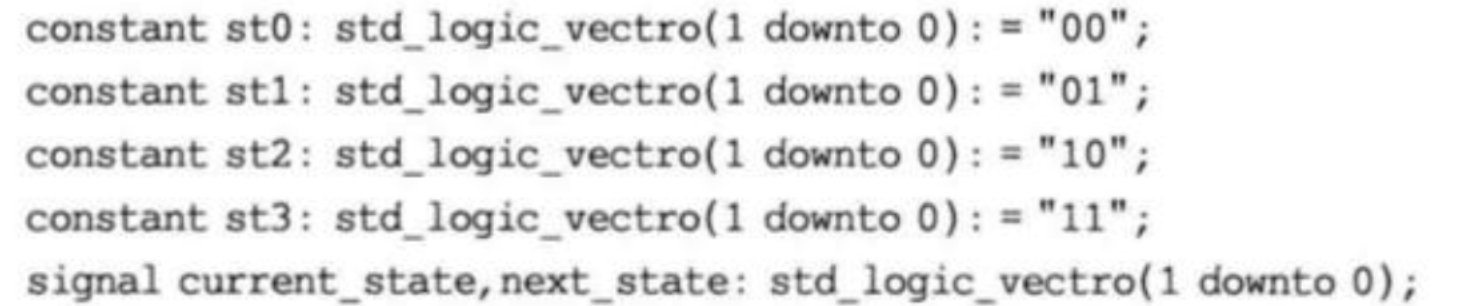 constant st0: std_logic_vectro(1 downto 0): = "00";
constant st1: std_logic_vectro(1 downto 0): = "01";
constant st2: std_logic_vectro(1 downto 0): = "10";
constant st3: std_logic_vectro(1 downto 0): = "11";
signal current_state,next_state: std_logic_vectro(1 downto 0);